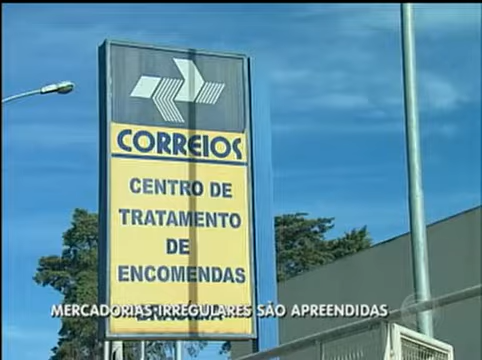 CORREIOS
CENTRO DE
TRATAMENTO
DE
ENCOMENDAS
MERCADORIAS IRREGULARES SÃO APREENDIDAS